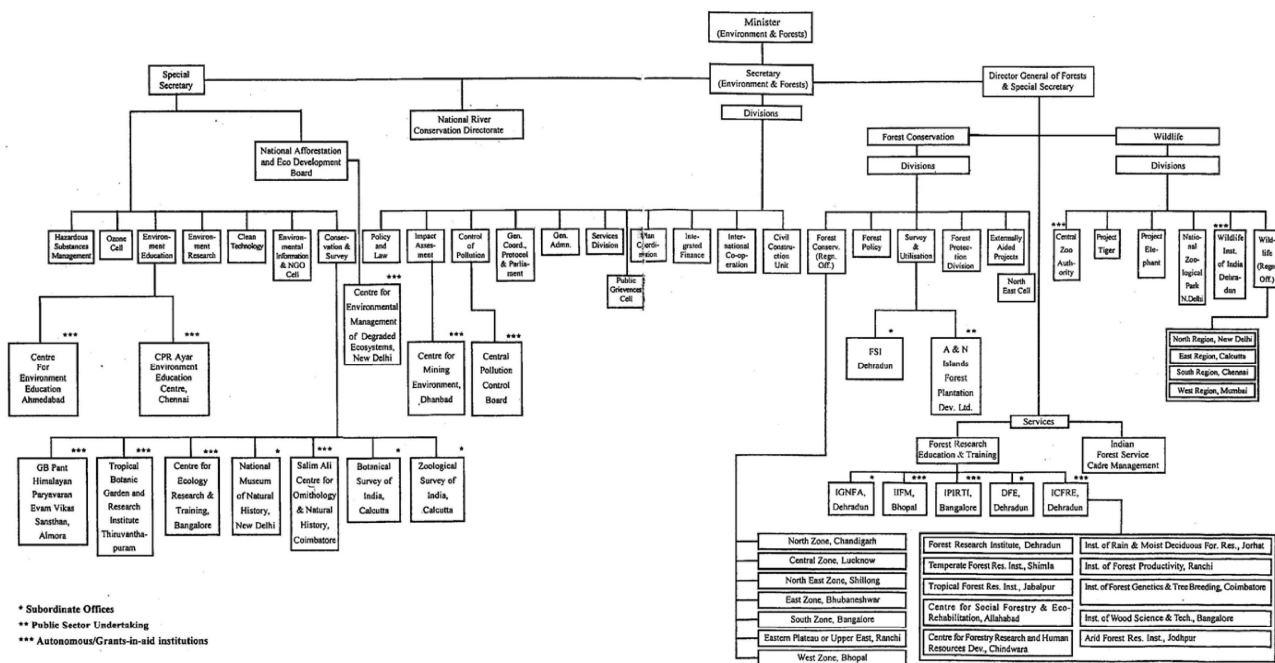 Minister
(Environment & Forests)
Special
Secretary
Secretary
(Environment & Forests)
Director General of Forests
& Special Secretary
National River
Conservation Directorate
Divisions
National Afforestation
and Eco Development
Board
Forest Conservation
Wildlife
Divisions
Divisions
Hazardous
Substances
Management
Ozone
Cell
Environ-
ment
Education
Environ-
ment
Research
Clean
Technology
Environmental
Information
& NGO
Cell
Conser-
vation &
Survey
Policy
and
Law
Impact
Assess-
ment
Control
of
Pollution
Gen.
Coord.,
Protocol
& Parlia-
ment
Gen.
Admn.
Services
Division
Public
Grievences
Cell
Plan
Coordi-
nation
Inte-
grated
Finance
Inter-
national
Co-op-
eration
Civil
Constru-
ction
Unit
Forest
Conserv.
(Regn.
Off.)
Forest
Policy
Survey
&
Utilisation
Forest
Protec-
tion
Division
Externally
Aided
Projects
North
East Cell
***
Central
Zoo
Auth-
ority
Project
Tiger
Project
Ele-
phant
Nation-
al
Zoo-
logical
Park
N.Delhi
***
Wildlife
Inst.
of India
Dehra-
dun
Wild-
life
(Regn.
Off.)
North Region, New Delhi
East Region, Calcutta
South Region, Chennai
West Region, Mumbai
***
Centre
For
Environment
Education
Ahmedabad
***
CPR Ayar
Environment
Education
Centre,
Chennai
***
Centre for
Environmental
Management
of Degraded
Ecosystems,
New Delhi
***
Centre for
Mining
Environment,
Dhanbad
***
Central
Pollution
Control
Board
*
FSI
Dehradun
**
A & N
Islands
Forest
Plantation
Dev. Ltd.
***
GB Pant
Himalayan
Paryavaran
Evam Vikas
Sansthan,
Almora
***
Tropical
Botanic
Garden and
Research
Institute
Thiruvantha-
puram
***
Centre for
Ecology
Research &
Training,
Bangalore
*
National
Museum
of Natural
History,
New Delhi
***
Salim Ali
Centre for
Ornithology
& Natural
History,
Coimbatore
*
Botanical
Survey of
India,
Calcutta
*
Zoological
Survey of
India,
Calcutta
Services
Forest Research
Education & Training
Indian
Forest Service
Cadre Management
*
IGNFA,
Dehradun
***
IIFM,
Bhopal
***
IPIRTI,
Bangalore
*
DFE,
Dehradun
***
ICFRE,
Dehradun
North Zone, Chandigarh
Central Zone, Lucknow
North East Zone, Shillong
East Zone, Bhubaneshwar
South Zone, Bangalore
Eastern Plateau or Upper East, Ranchi
West Zone, Bhopal
Forest Research Institute, Dehradun
Temperate Forest Res. Inst., Shimla
Tropical Forest Res. Inst., Jabalpur
Centre for Social Forestry & Eco-
Rehabilitation, Allahabad
Centre for Forestry Research and Human
Resources Dev., Chindwara
Inst. of Rain & Moist Deciduous For. Res., Jorhat
Inst. of Forest Productivity, Ranchi
Inst. of Forest Genetics & Tree Breeding, Coimbatore
Inst. of Wood Science & Tech., Bangalore
Arid Forest Res. Inst., Jodhpur
* Subordinate Offices
** Public Sector Undertaking
*** Autonomous/Grants-in-aid institutions